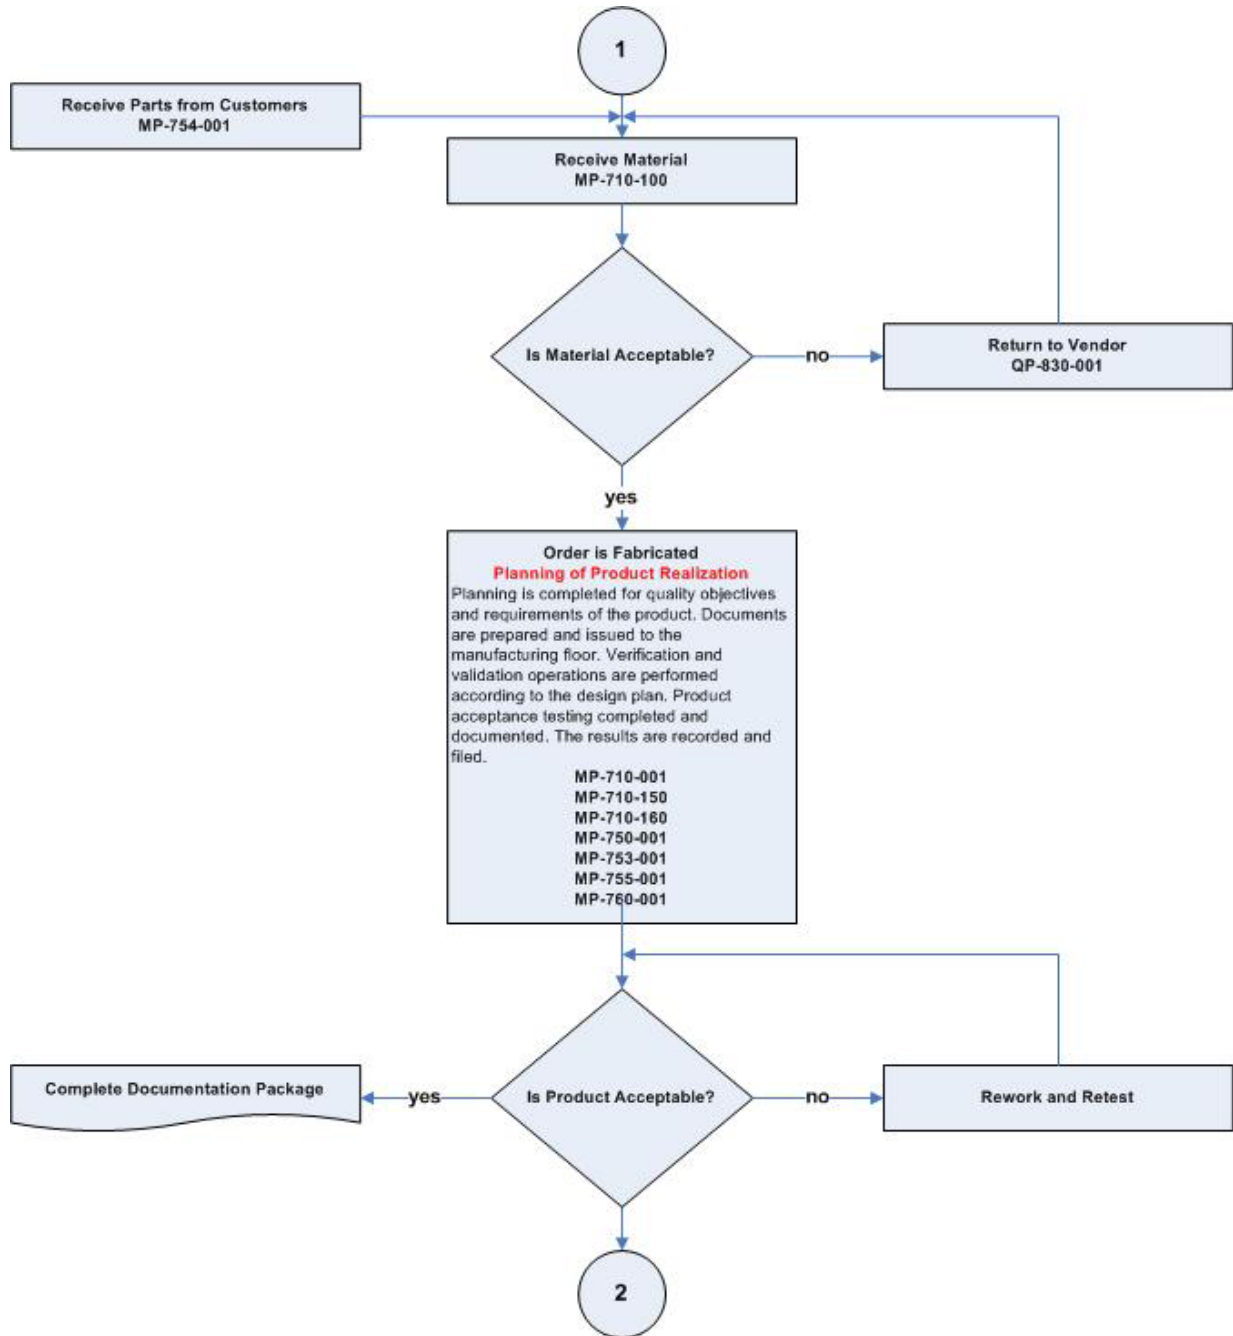 1
Receive Parts from Customers
MP-754-001
Receive Material
MP-710-100
Is Material Acceptable?
no
Return to Vendor
QP-830-001
yes
Order is Fabricated
Planning of Product Realization
Planning is completed for quality objectives
and requirements of the product. Documents
are prepared and issued to the
manufacturing floor. Verification and
validation operations are performed
according to the design plan. Product
acceptance testing completed and
documented. The results are recorded and
filed.
MP-710-001
MP-710-150
MP-710-160
MP-750-001
MP-753-001
MP-755-001
MP-760-001
Complete Documentation Package
yes
Is Product Acceptable?
no
Rework and Retest
2